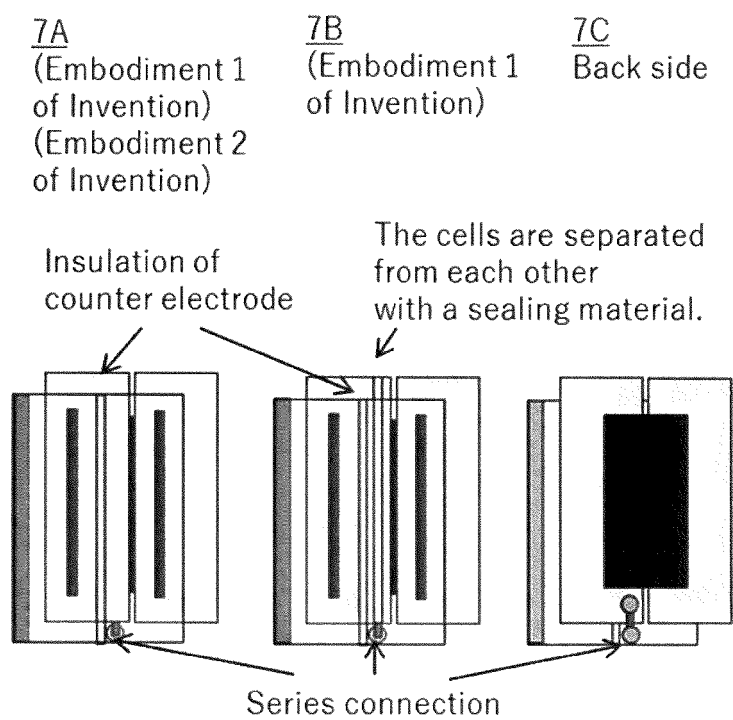 7A
(Embodiment 1
of Invention)
(Embodiment 2
of Invention)
7B
(Embodiment 1
of Invention)
7C
Back side
Insulation of
counter electrode
The cells are separated
from each other
with a sealing material.
Series connection